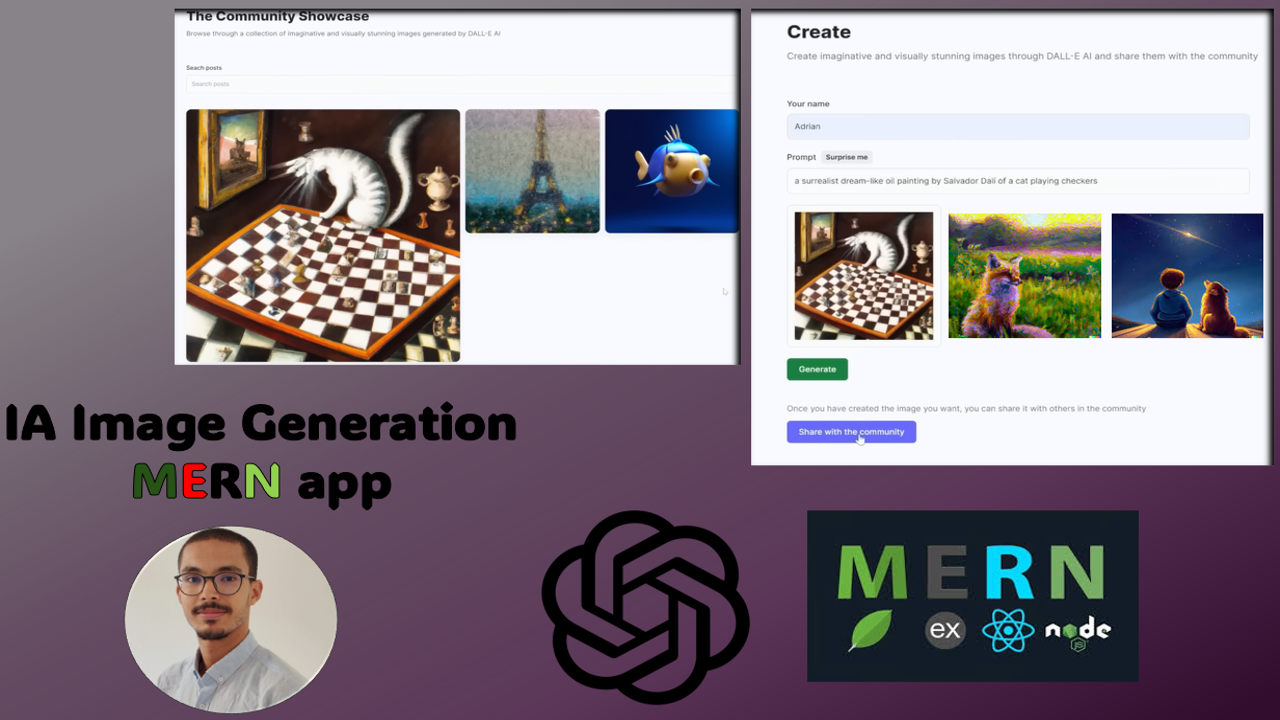 The Community Showcase
Browse through a collection of imaginative and visually stunning images generated by DALL-E AI
Seach posts
Search posts
Create
Create imaginative and visually stunning images through DALL-E AI and share them with the community
Your name
Adrian
Prompt Surprise me
a surrealist dream-like oil painting by Salvador Dalí of a cat playing checkers
Generate
Once you have created the image you want, you can share it with others in the community
Share with the community
IA Image Generation
MERN app
MERN
ex
node
JS